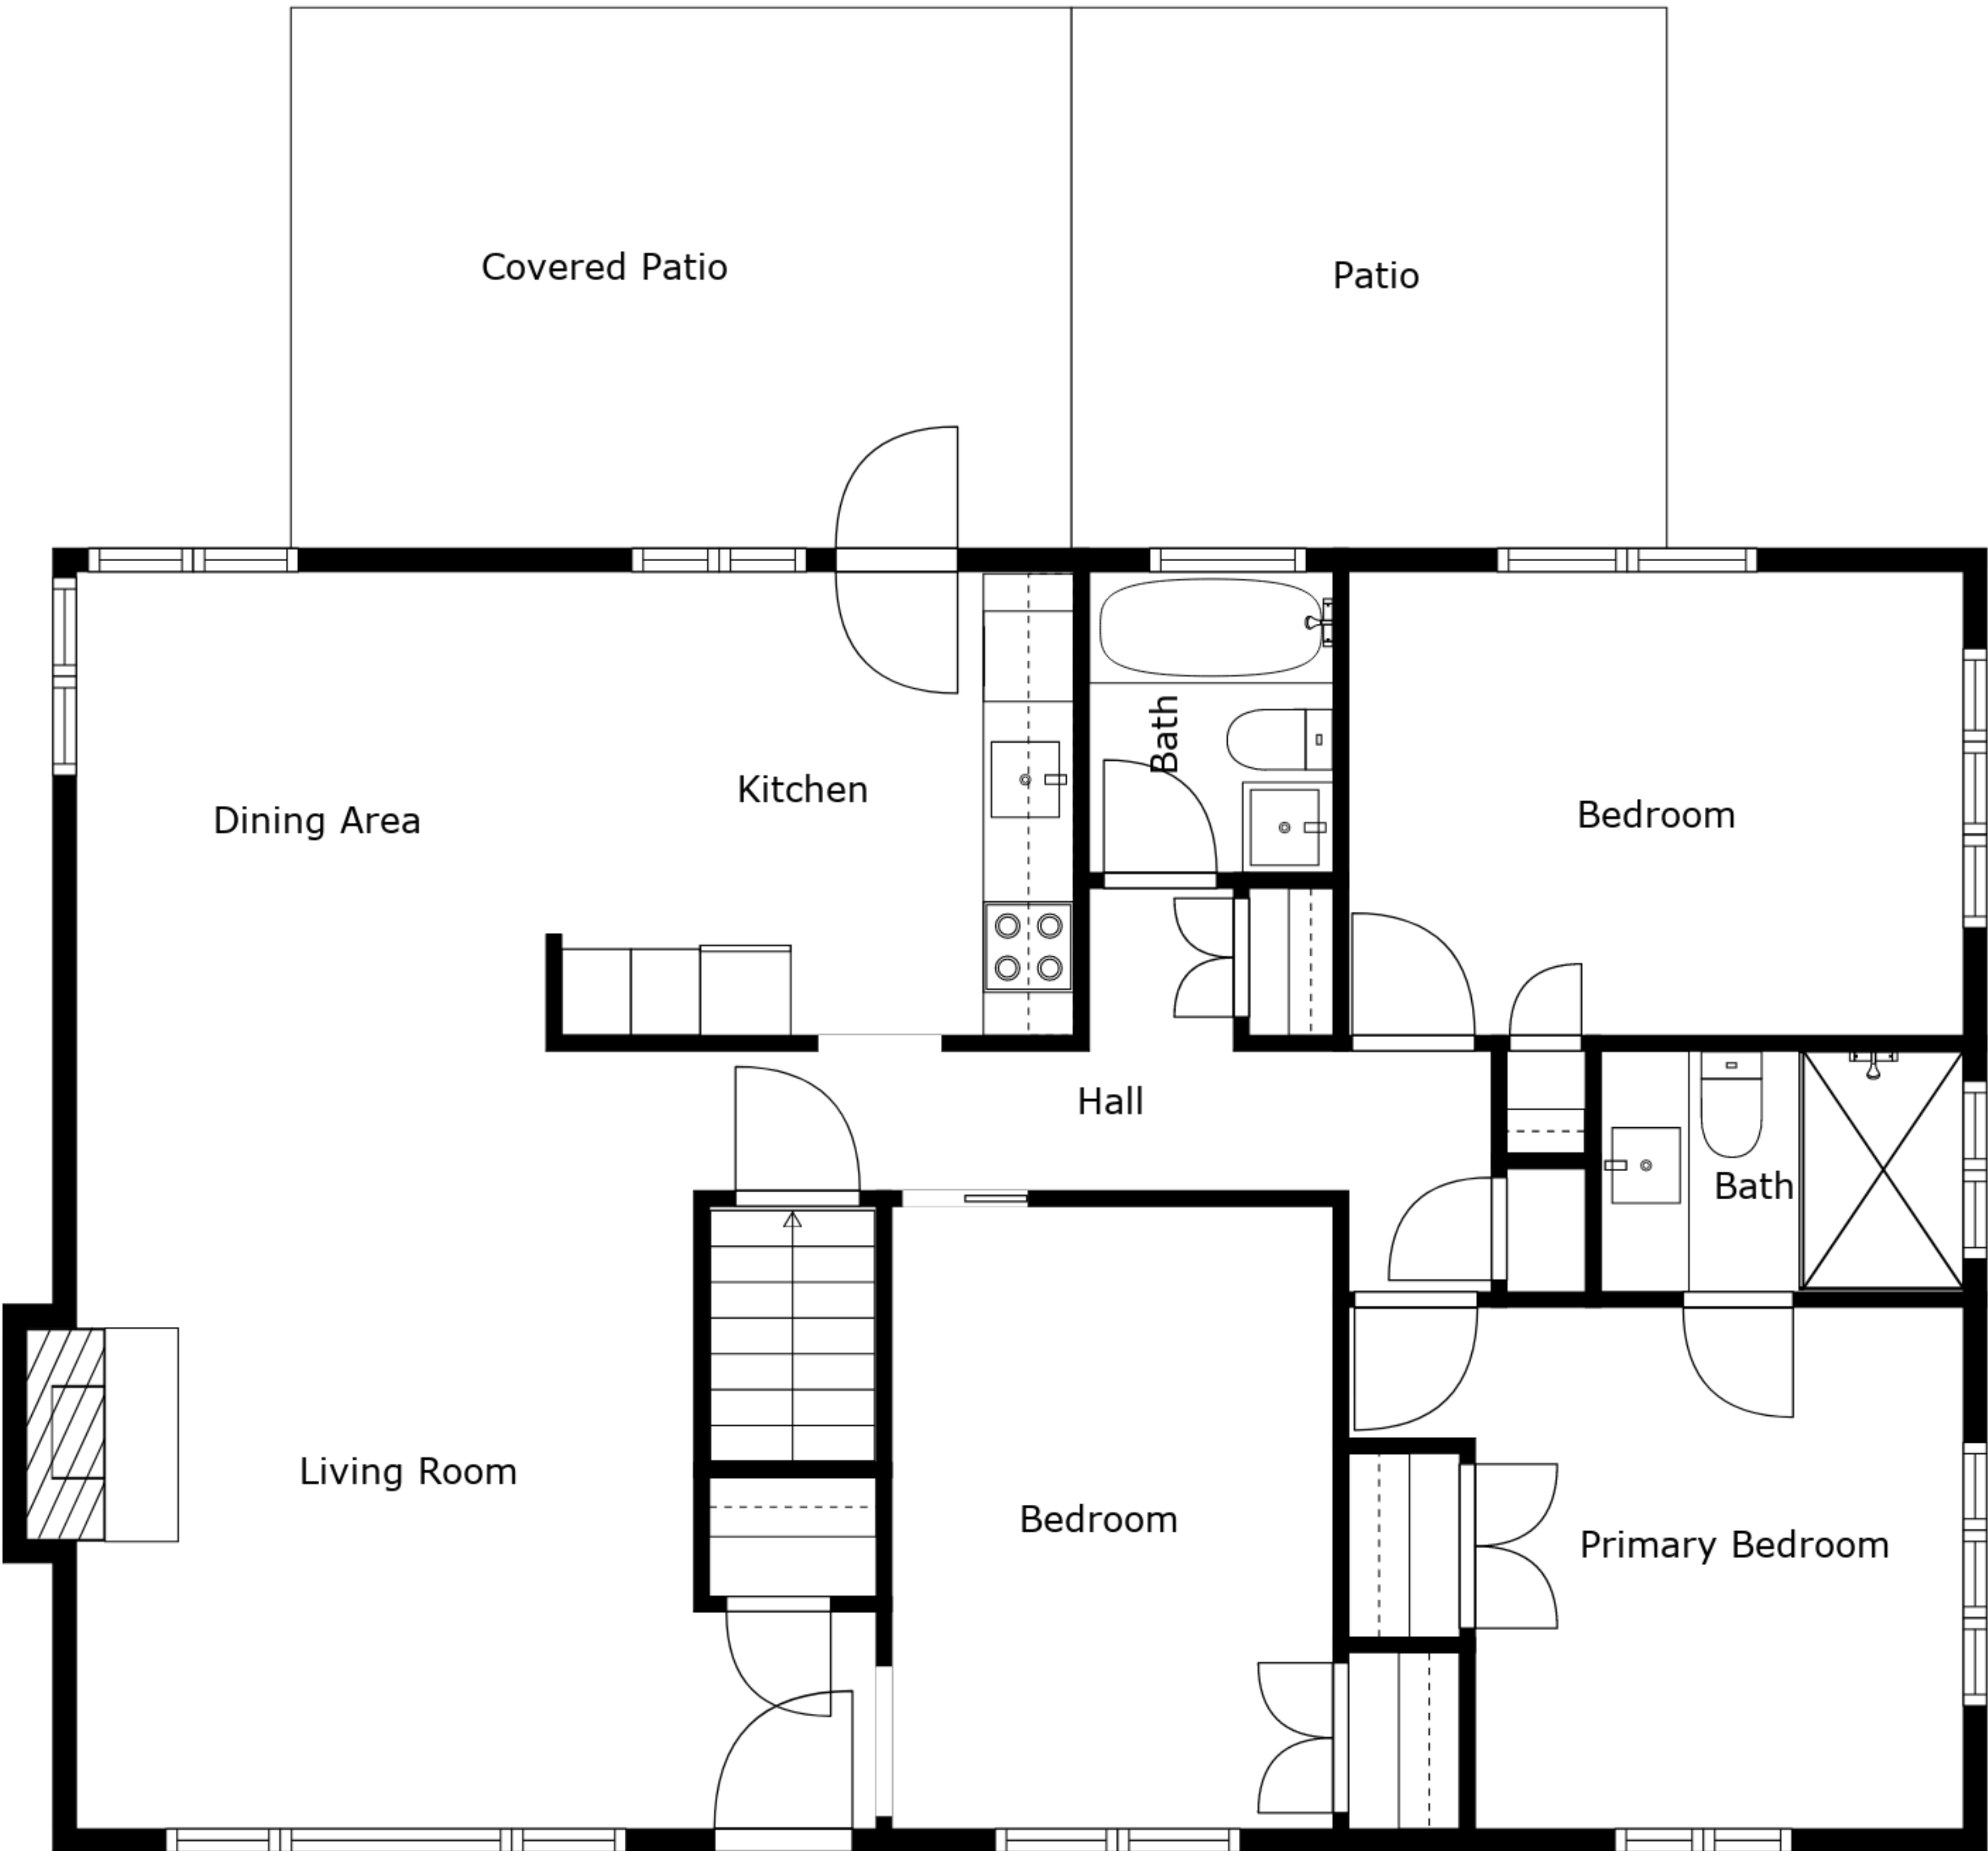 Covered Patio
Patio
Bath
Kitchen
Dining Area
Bedroom
Hall
Bath
Living Room
Bedroom
Primary Bedroom